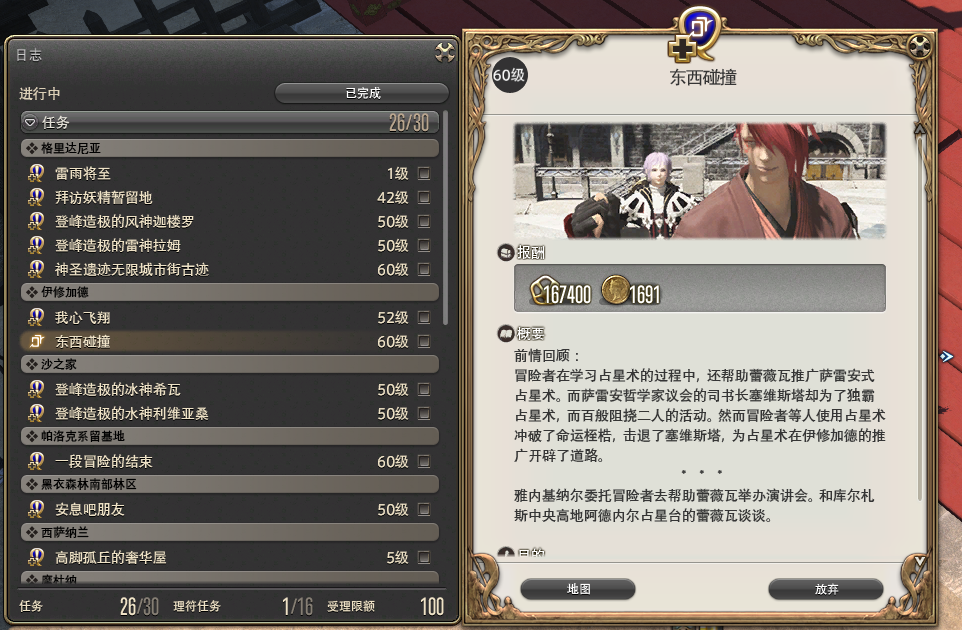 日志
进行中
已完成
任务 26/30
格里达尼亚
雷雨将至 1级
拜访妖精暂留地 42级
登峰造极的风神迦楼罗 50级
登峰造极的雷神拉姆 50级
神圣遗迹无限城市街古迹 60级
伊修加德
我心飞翔 52级
东西碰撞 60级
沙之家
登峰造极的冰神希瓦 50级
登峰造极的水神利维亚桑 50级
帕洛克系留基地
一段冒险的结束 60级
黑衣森林南部林区
安息吧朋友 50级
西萨纳兰
高脚孤丘的奢华屋 5级
摩杜纳
任务 26/30 理符任务 1/16 受理限额 100
60级
东西碰撞
报酬
167400 1691
概要
前情回顾：
冒险者在学习占星术的过程中，还帮助蕾薇瓦推广萨雷安式
占星术。而萨雷安哲学家议会的司书长塞维斯塔却为了独霸
占星术，而百般阻挠二人的活动。然而冒险者等人使用占星术
冲破了命运桎梏，击退了塞维斯塔，为占星术在伊修加德的推
广开辟了道路。
• • •
雅内基纳尔委托冒险者去帮助蕾薇瓦举办演讲会。和库尔札
斯中央高地阿德内尔占星台的蕾薇瓦谈谈。
目的
地图
放弃